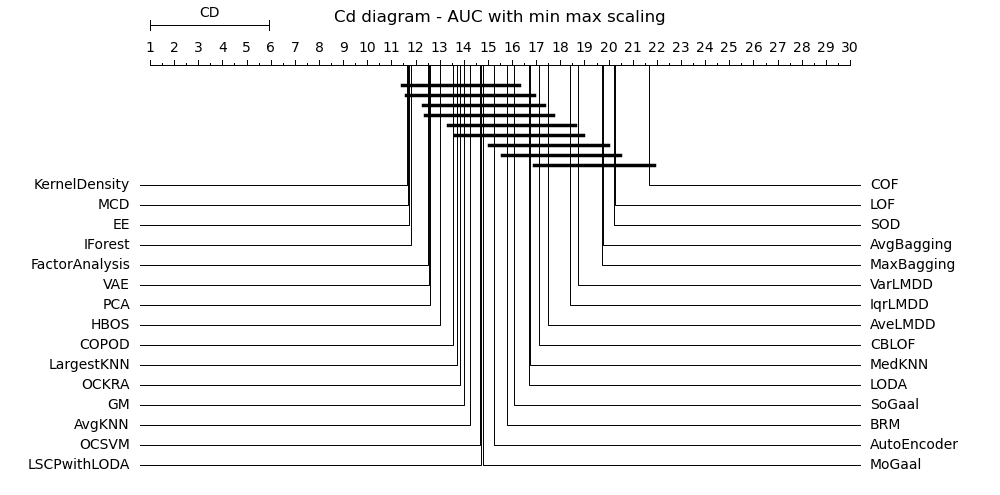 CD
Cd diagram - AUC with min max scaling
1 2 3 4 5 6 7 8 9 10 11 12 13 14 15 16 17 18 19 20 21 22 23 24 25 26 27 28 29 30
KernelDensity COF
MCD LOF
EE SOD
IForest AvgBagging
FactorAnalysis MaxBagging
VAE VarLMDD
PCA IqrLMDD
HBOS AveLMDD
COPOD CBLOF
LargestKNN MedKNN
OCKRA LODA
GM SoGaal
AvgKNN BRM
OCSVM AutoEncoder
LSCPwithLODA MoGaal